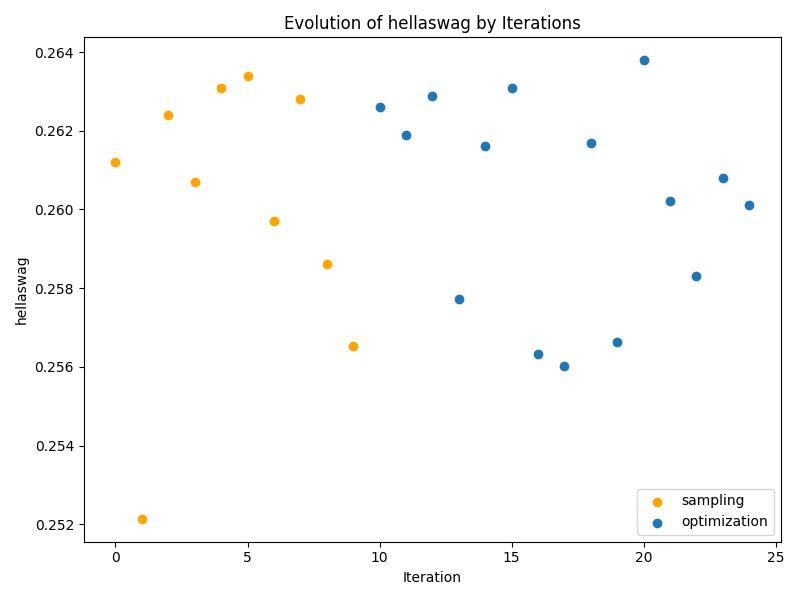 Evolution of hellaswag by Iterations
0.264
0.262
0.260
0.258
0.256
0.254
0.252
hellaswag
0 5 10 15 20 25
Iteration
sampling
optimization